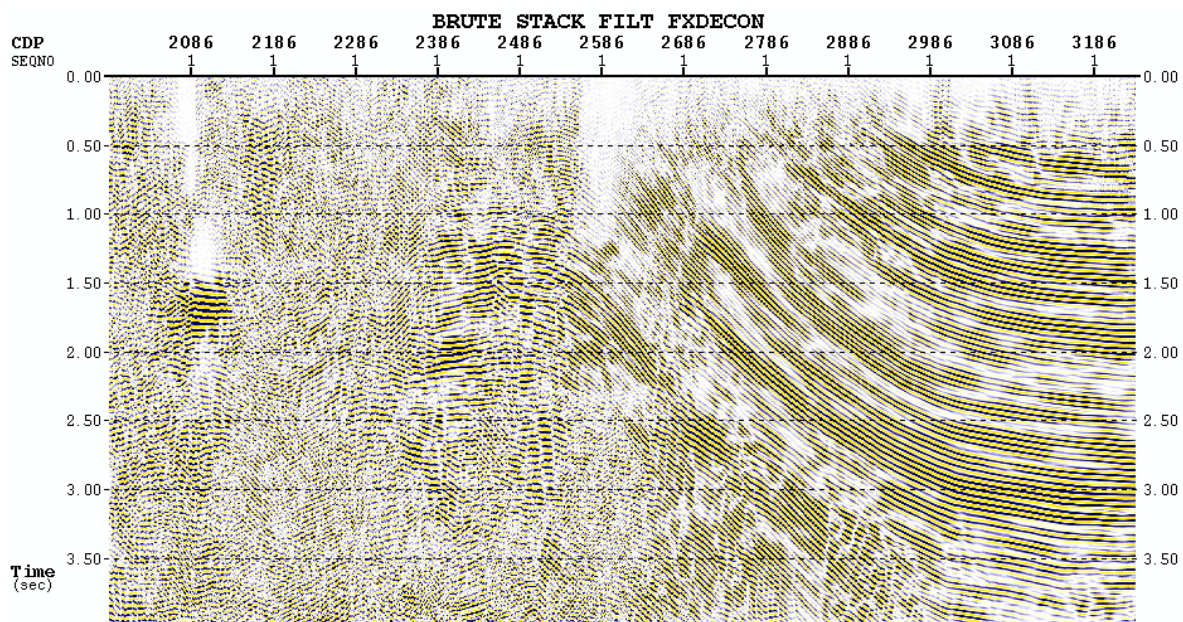 BRUTE STACK FILT FXDECON
CDP 2086 2186 2286 2386 2486 2586 2686 2786 2886 2986 3086 3186
SEQNO 1 1 1 1 1 1 1 1 1 1 1 1
0.00 0.00
0.50 0.50
1.00 1.00
1.50 1.50
2.00 2.00
2.50 2.50
3.00 3.00
3.50 3.50
Time
(sec)